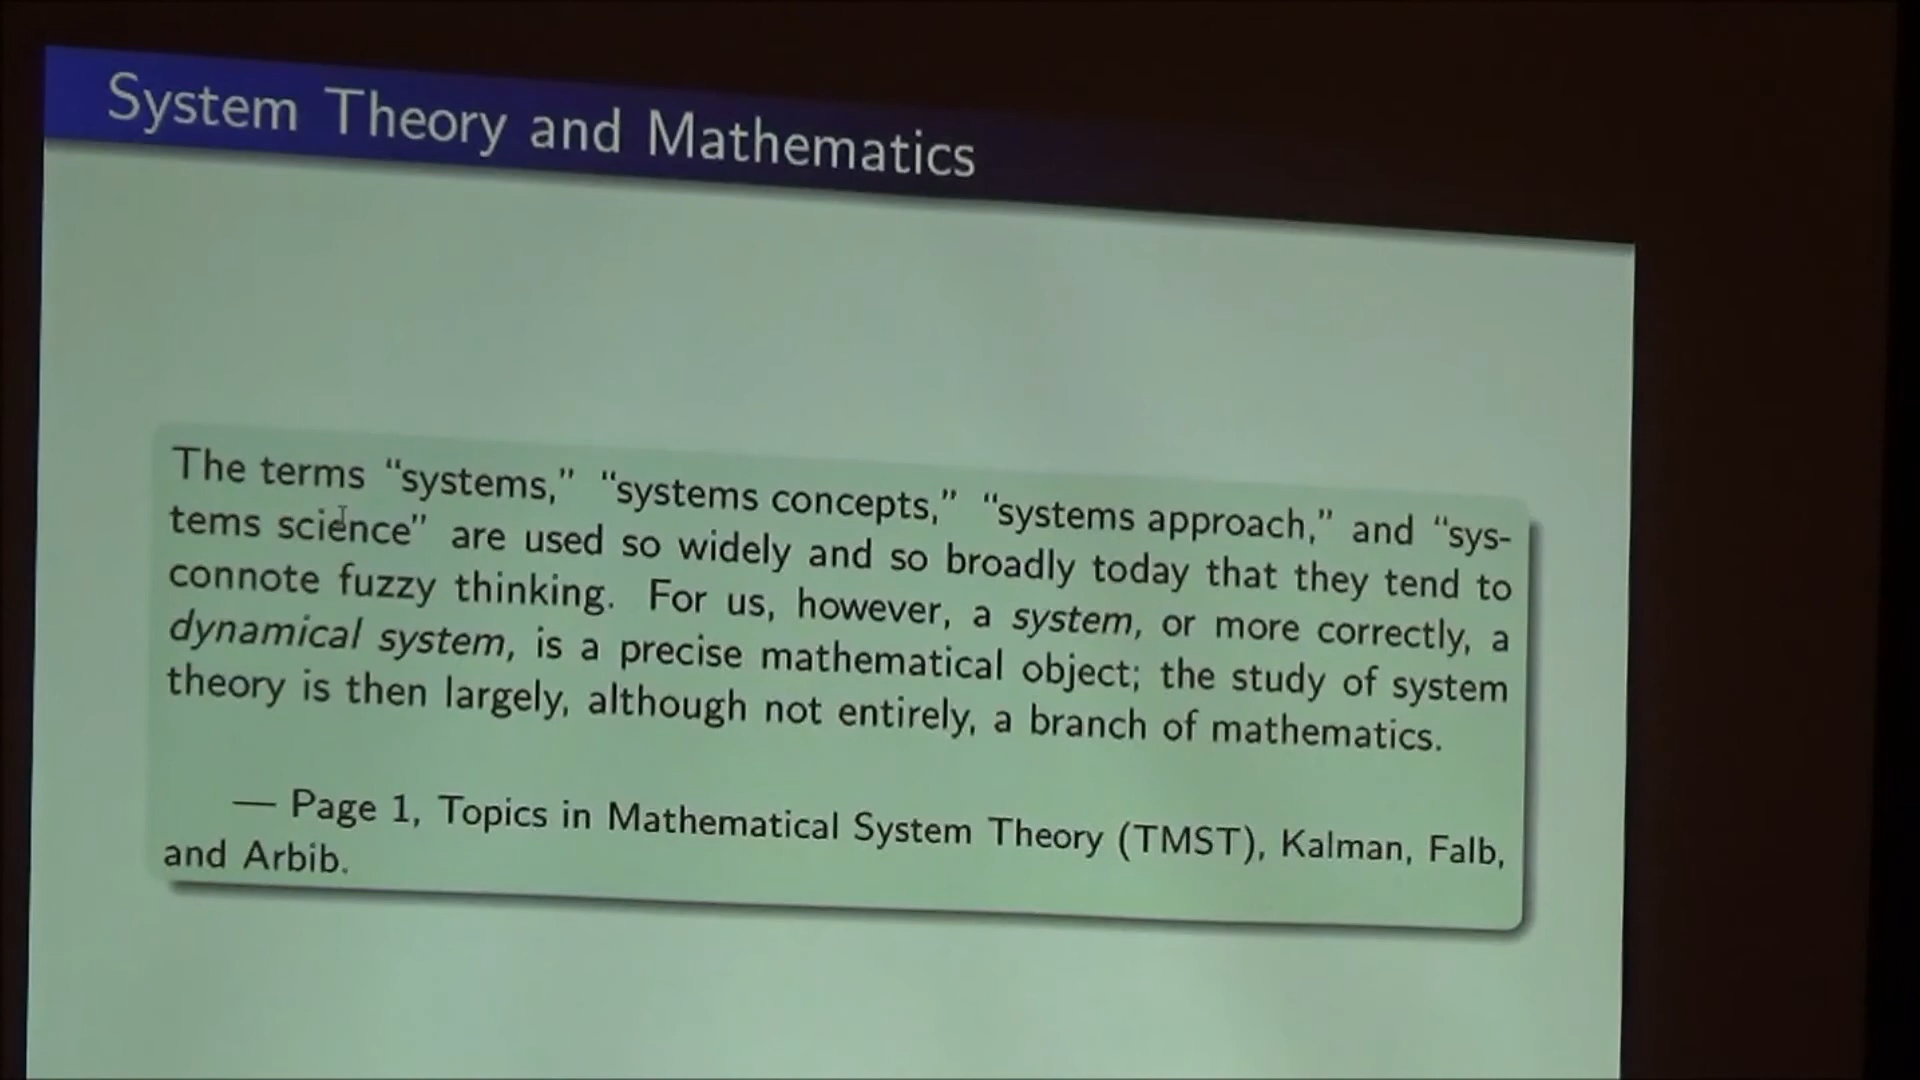 System Theory and Mathematics
The terms “systems,” “systems concepts,” “systems approach,” and “sys-
tems science” are used so widely and so broadly today that they tend to
connote fuzzy thinking. For us, however, a system, or more correctly, a
dynamical system, is a precise mathematical object; the study of system
theory is then largely, although not entirely, a branch of mathematics.
— Page 1, Topics in Mathematical System Theory (TMST), Kalman, Falb,
and Arbib.